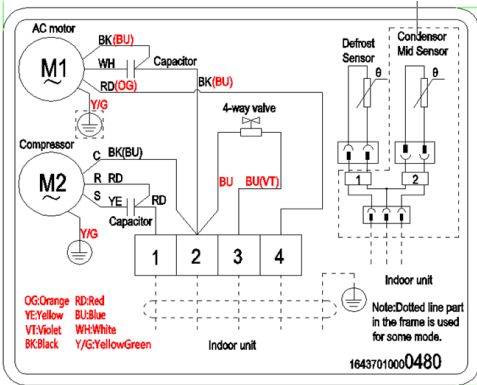 AC motor
M1
BK(BU)
WH
Capacitor
RD(OG)
BK(BU)
Y/G
4-way valve
Compressor
M2
C BK(BU)
R RD
S YE RD
Capacitor
Y/G
BU BU(VT)
1 2 3 4
Indoor unit
Defrost
Sensor
Condensor
Mid Sensor
θ θ
1 2
Indoor unit
OG:Orange RD:Red
YE:Yellow BU:Blue
VT:Violet WH:White
BK:Black Y/G:YellowGreen
Note:Dotted line part
in the frame is used
for some mode.
16437010000480